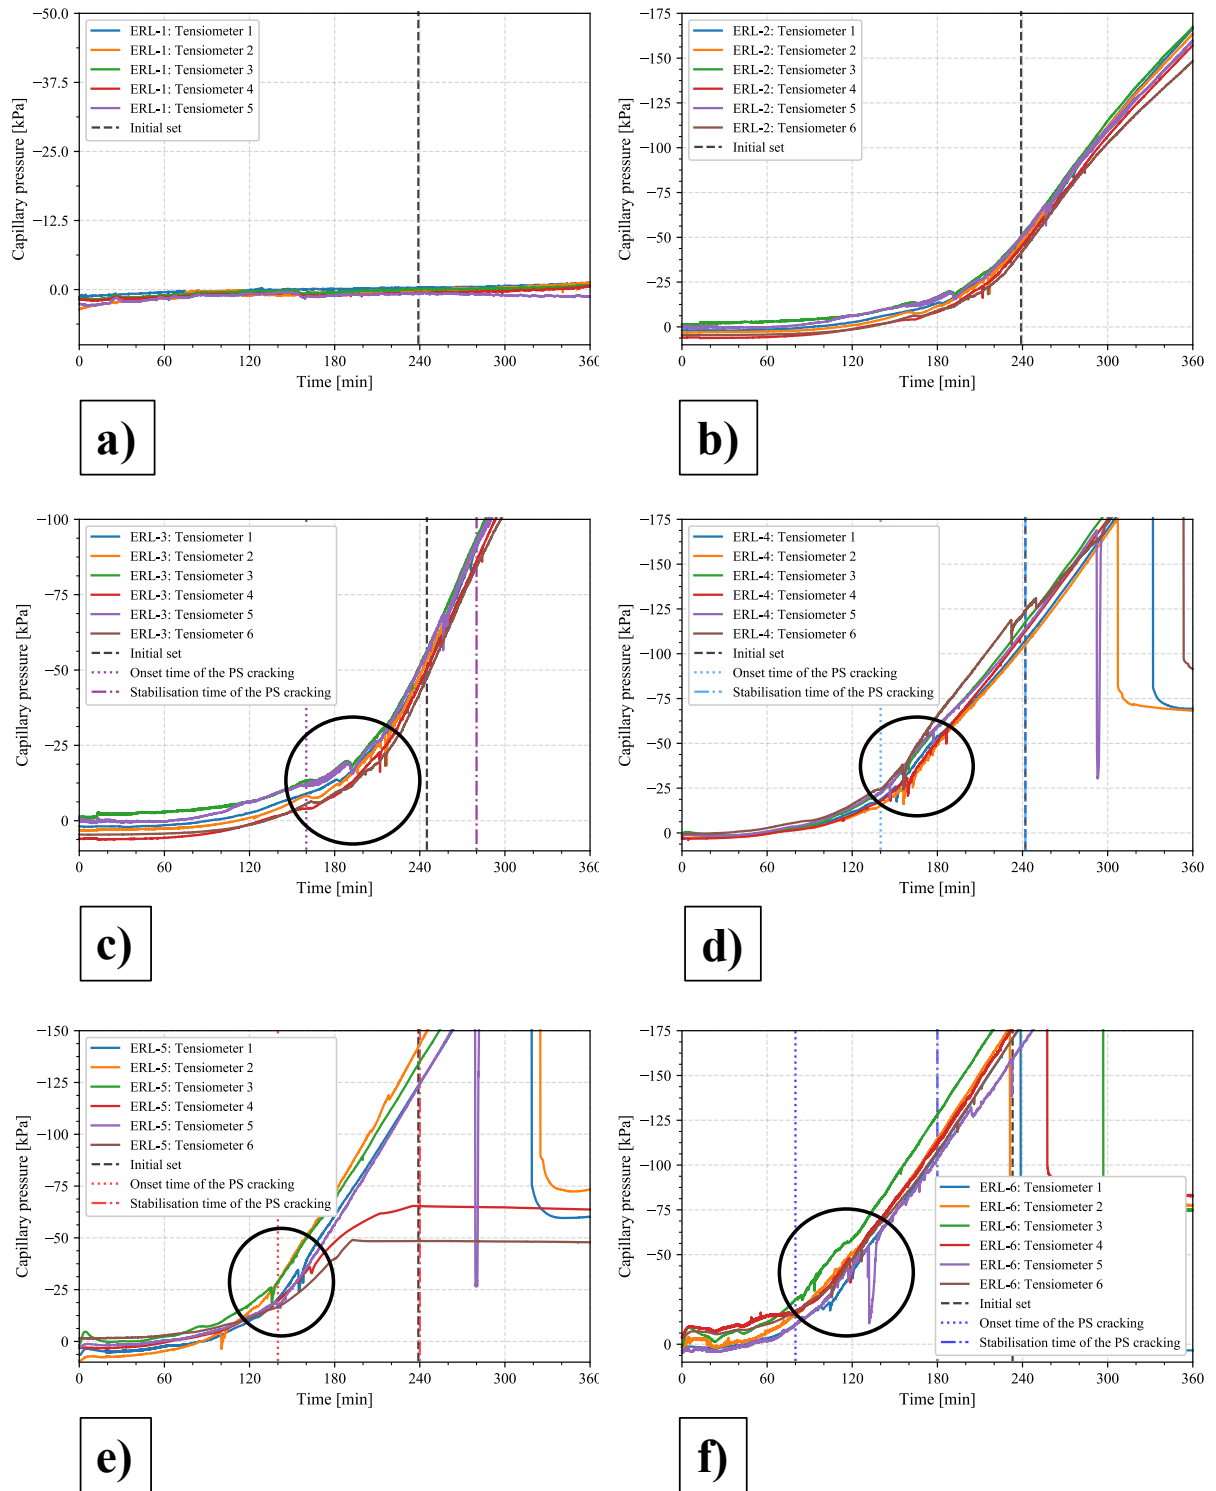 −50.0
−37.5
−25.0
−12.5
0.0
Capillary pressure [kPa]
ERL-1: Tensiometer 1
ERL-1: Tensiometer 2
ERL-1: Tensiometer 3
ERL-1: Tensiometer 4
ERL-1: Tensiometer 5
Initial set
0 60 120 180 240 300 360
Time [min]
a)
−175
−150
−125
−100
−75
−50
−25
0
Capillary pressure [kPa]
ERL-2: Tensiometer 1
ERL-2: Tensiometer 2
ERL-2: Tensiometer 3
ERL-2: Tensiometer 4
ERL-2: Tensiometer 5
ERL-2: Tensiometer 6
Initial set
0 60 120 180 240 300 360
Time [min]
b)
−100
−75
−50
−25
0
Capillary pressure [kPa]
ERL-3: Tensiometer 1
ERL-3: Tensiometer 2
ERL-3: Tensiometer 3
ERL-3: Tensiometer 4
ERL-3: Tensiometer 5
ERL-3: Tensiometer 6
Initial set
Onset time of the PS cracking
Stabilisation time of the PS cracking
0 60 120 180 240 300 360
Time [min]
c)
−175
−150
−125
−100
−75
−50
−25
0
Capillary pressure [kPa]
ERL-4: Tensiometer 1
ERL-4: Tensiometer 2
ERL-4: Tensiometer 3
ERL-4: Tensiometer 4
ERL-4: Tensiometer 5
ERL-4: Tensiometer 6
Initial set
Onset time of the PS cracking
Stabilisation time of the PS cracking
0 60 120 180 240 300 360
Time [min]
d)
−150
−125
−100
−75
−50
−25
0
Capillary pressure [kPa]
ERL-5: Tensiometer 1
ERL-5: Tensiometer 2
ERL-5: Tensiometer 3
ERL-5: Tensiometer 4
ERL-5: Tensiometer 5
ERL-5: Tensiometer 6
Initial set
Onset time of the PS cracking
Stabilisation time of the PS cracking
0 60 120 180 240 300 360
Time [min]
e)
−175
−150
−125
−100
−75
−50
−25
0
Capillary pressure [kPa]
ERL-6: Tensiometer 1
ERL-6: Tensiometer 2
ERL-6: Tensiometer 3
ERL-6: Tensiometer 4
ERL-6: Tensiometer 5
ERL-6: Tensiometer 6
Initial set
Onset time of the PS cracking
Stabilisation time of the PS cracking
0 60 120 180 240 300 360
Time [min]
f)